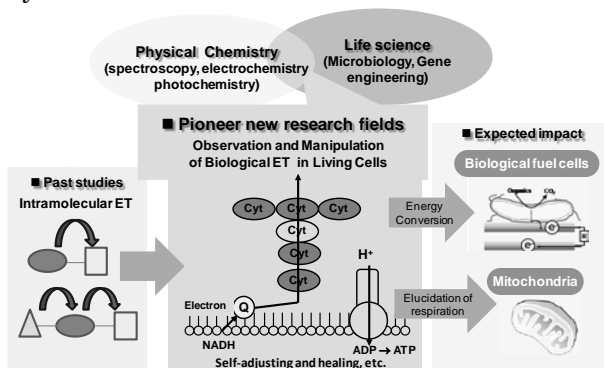 Physical Chemistry
(spectroscopy, electrochemistry
photochemistry)
Life science
(Microbiology, Gene
engineering)
■ Pioneer new research fields
Observation and Manipulation
of Biological ET in Living Cells
■ Past studies
Intramolecular ET
Cyt Cyt Cyt
Cyt
Cyt
Cyt
H+
Electron
Q
NADH
ADP → ATP
Self-adjusting and healing, etc.
Energy
Conversion
Elucidation of
respiration
■ Expected impact
Biological fuel cells
Organics
CO2
e-
e-
Mitochondria